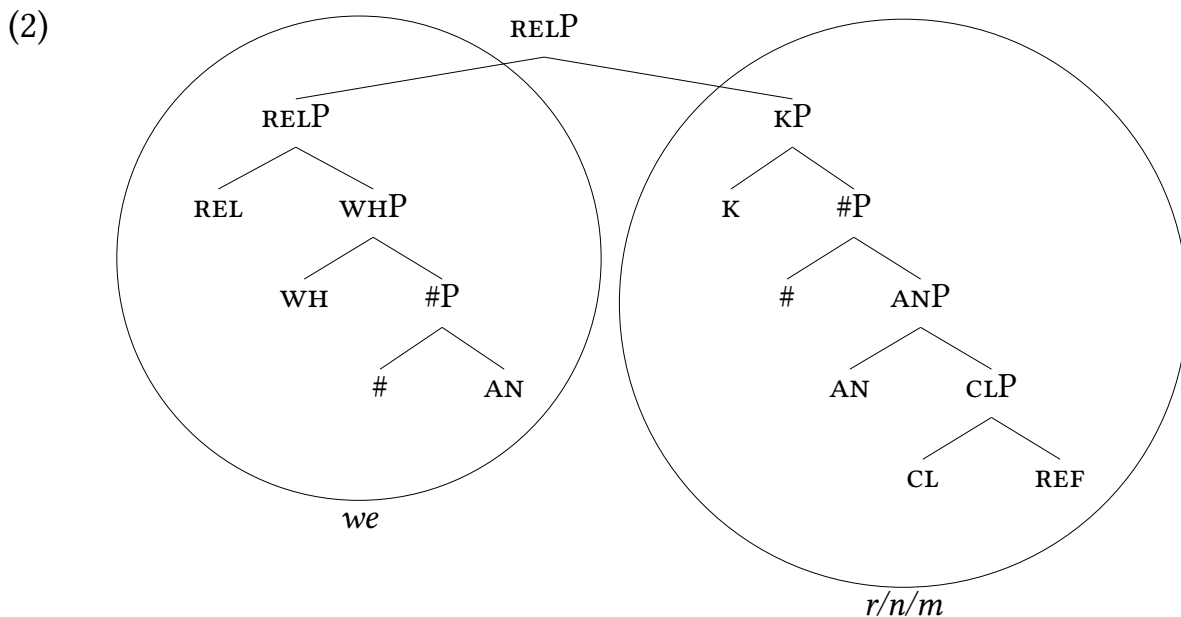 (2)
RELP
RELP KP
REL WHP K #P
WH #P # ANP
# AN AN CLP
CL REF
we
r/n/m